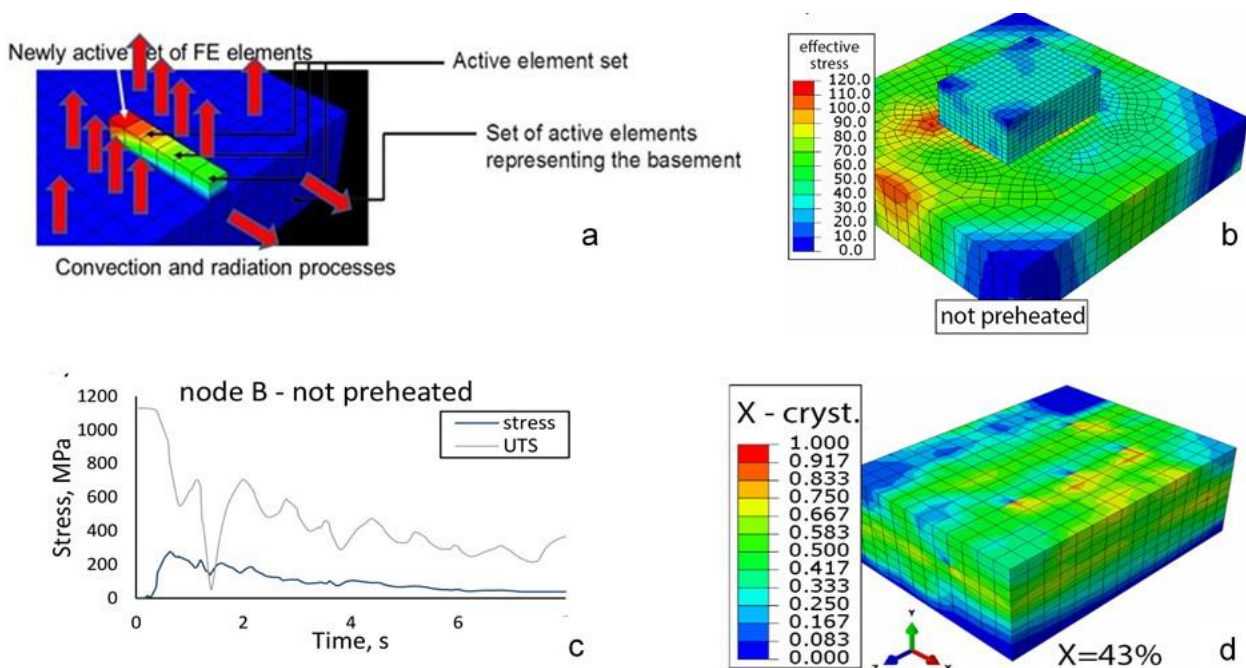 Newly active set of FE elements
Active element set
Set of active elements
representing the basement
Convection and radiation processes
a
effective
stress
120.0
110.0
100.0
90.0
80.0
70.0
60.0
50.0
40.0
30.0
20.0
10.0
0.0
not preheated
b
node B - not preheated
stress
UTS
Stress, MPa
1200
1000
800
600
400
200
0
0 2 4 6
Time, s
c
X - cryst.
1.000
0.917
0.833
0.750
0.667
0.583
0.500
0.417
0.333
0.250
0.167
0.083
0.000
Y
X=43%
d